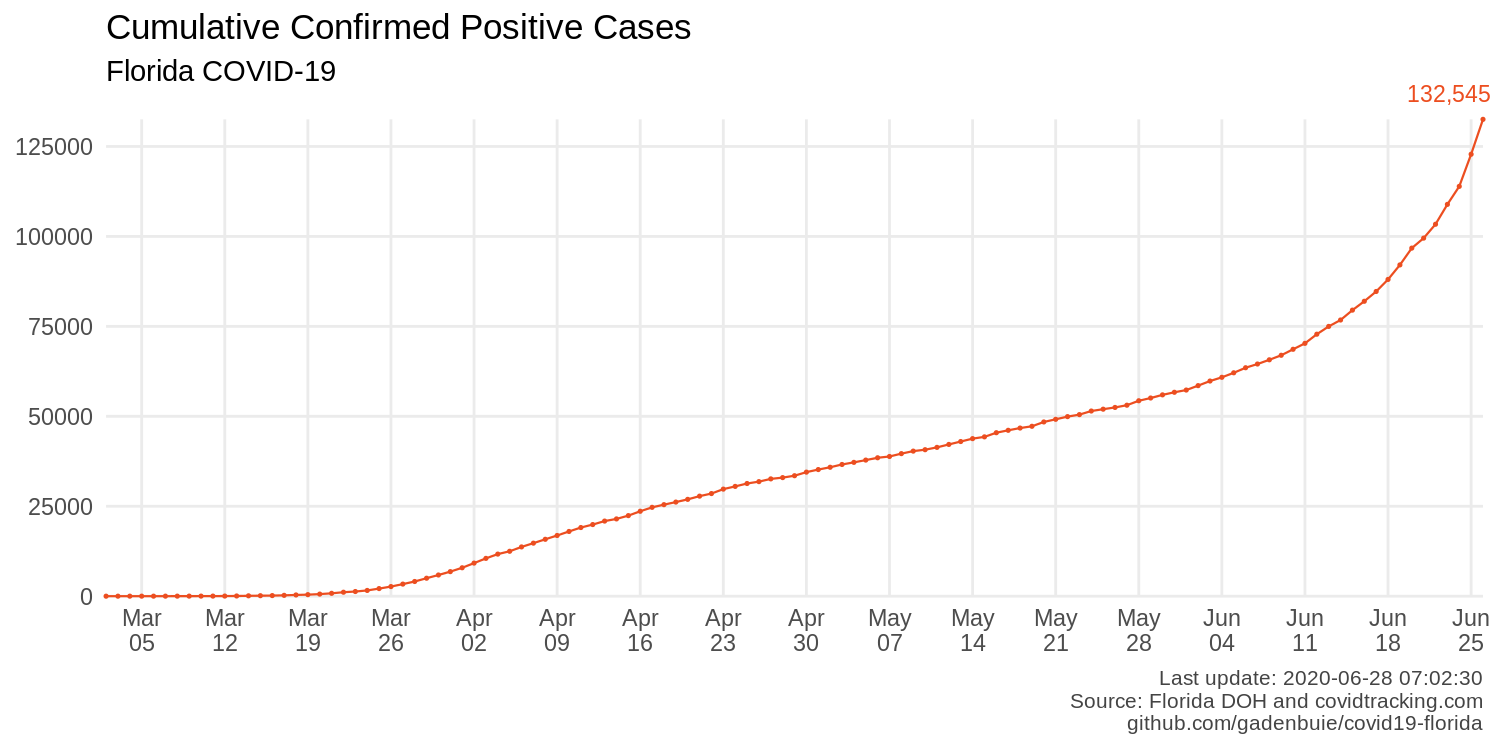 Cumulative Confirmed Positive Cases
Florida COVID-19
132,545
125000
100000
75000
50000
25000
0
Mar Mar Mar Mar Apr Apr Apr Apr Apr May May May May Jun Jun Jun Jun
05 12 19 26 02 09 16 23 30 07 14 21 28 04 11 18 25
Last update: 2020-06-28 07:02:30
Source: Florida DOH and covidtracking.com
github.com/gadenbuie/covid19-florida